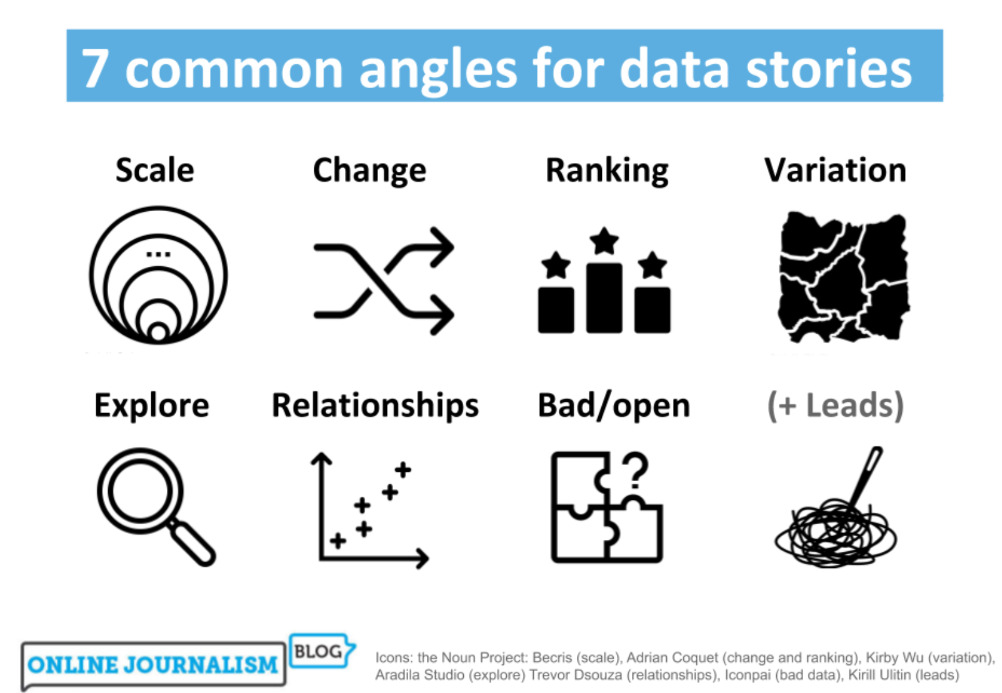 7 common angles for data stories
Scale
Change
Ranking
Variation
Explore
Relationships
Bad/open
(+ Leads)
?
ONLINE JOURNALISM
BLOG
Icons: the Noun Project: Becris (scale), Adrian Coquet (change and ranking), Kirby Wu (variation),
Aradila Studio (explore) Trevor Dsouza (relationships), Iconpai (bad data), Kirill Ulitin (leads)